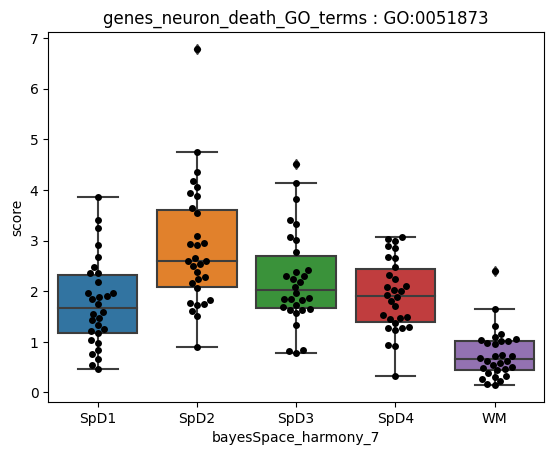 genes_neuron_death_GO_terms : GO:0051873
score
7
6
5
4
3
2
1
0
SpD1 SpD2 SpD3 SpD4 WM
bayesSpace_harmony_7